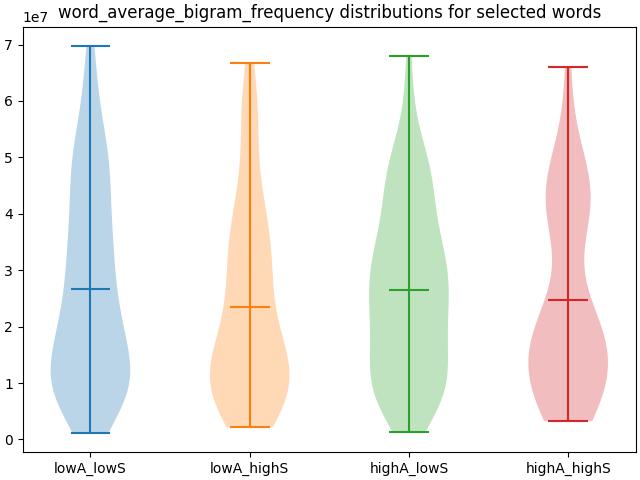 word_average_bigram_frequency distributions for selected words
1e7
7
6
5
4
3
2
1
0
lowA_lowS lowA_highS highA_lowS highA_highS